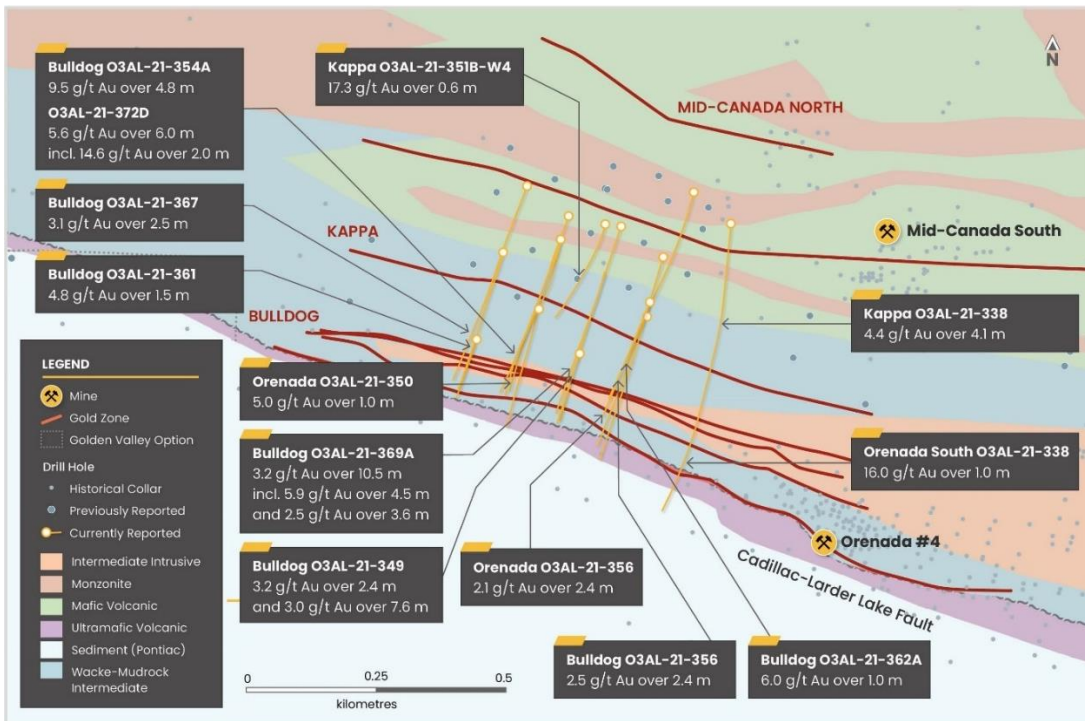 Bulldog O3AL-21-354A
9.5 g/t Au over 4.8 m
O3AL-21-372D
5.6 g/t Au over 6.0 m
incl. 14.6 g/t Au over 2.0 m
Kappa O3AL-21-351B-W4
17.3 g/t Au over 0.6 m
N
MID-CANADA NORTH
Bulldog O3AL-21-367
3.1 g/t Au over 2.5 m
KAPPA
Mid-Canada South
Bulldog O3AL-21-361
4.8 g/t Au over 1.5 m
BULLDOG
Kappa O3AL-21-338
4.4 g/t Au over 4.1 m
LEGEND
Mine
Gold Zone
Golden Valley Option
Drill Hole
Historical Collar
Previously Reported
Currently Reported
Intermediate Intrusive
Monzonite
Mafic Volcanic
Ultramafic Volcanic
Sediment (Pontiac)
Wacke-Mudrock
Intermediate
Orenada O3AL-21-350
5.0 g/t Au over 1.0 m
Bulldog O3AL-21-369A
3.2 g/t Au over 10.5 m
incl. 5.9 g/t Au over 4.5 m
and 2.5 g/t Au over 3.6 m
Orenada South O3AL-21-338
16.0 g/t Au over 1.0 m
Orenada #4
Cadillac-Larder Lake Fault
Bulldog O3AL-21-349
3.2 g/t Au over 2.4 m
and 3.0 g/t Au over 7.6 m
Orenada O3AL-21-356
2.1 g/t Au over 2.4 m
Bulldog O3AL-21-356
2.5 g/t Au over 2.4 m
Bulldog O3AL-21-362A
6.0 g/t Au over 1.0 m
0 0.25 0.5
kilometres